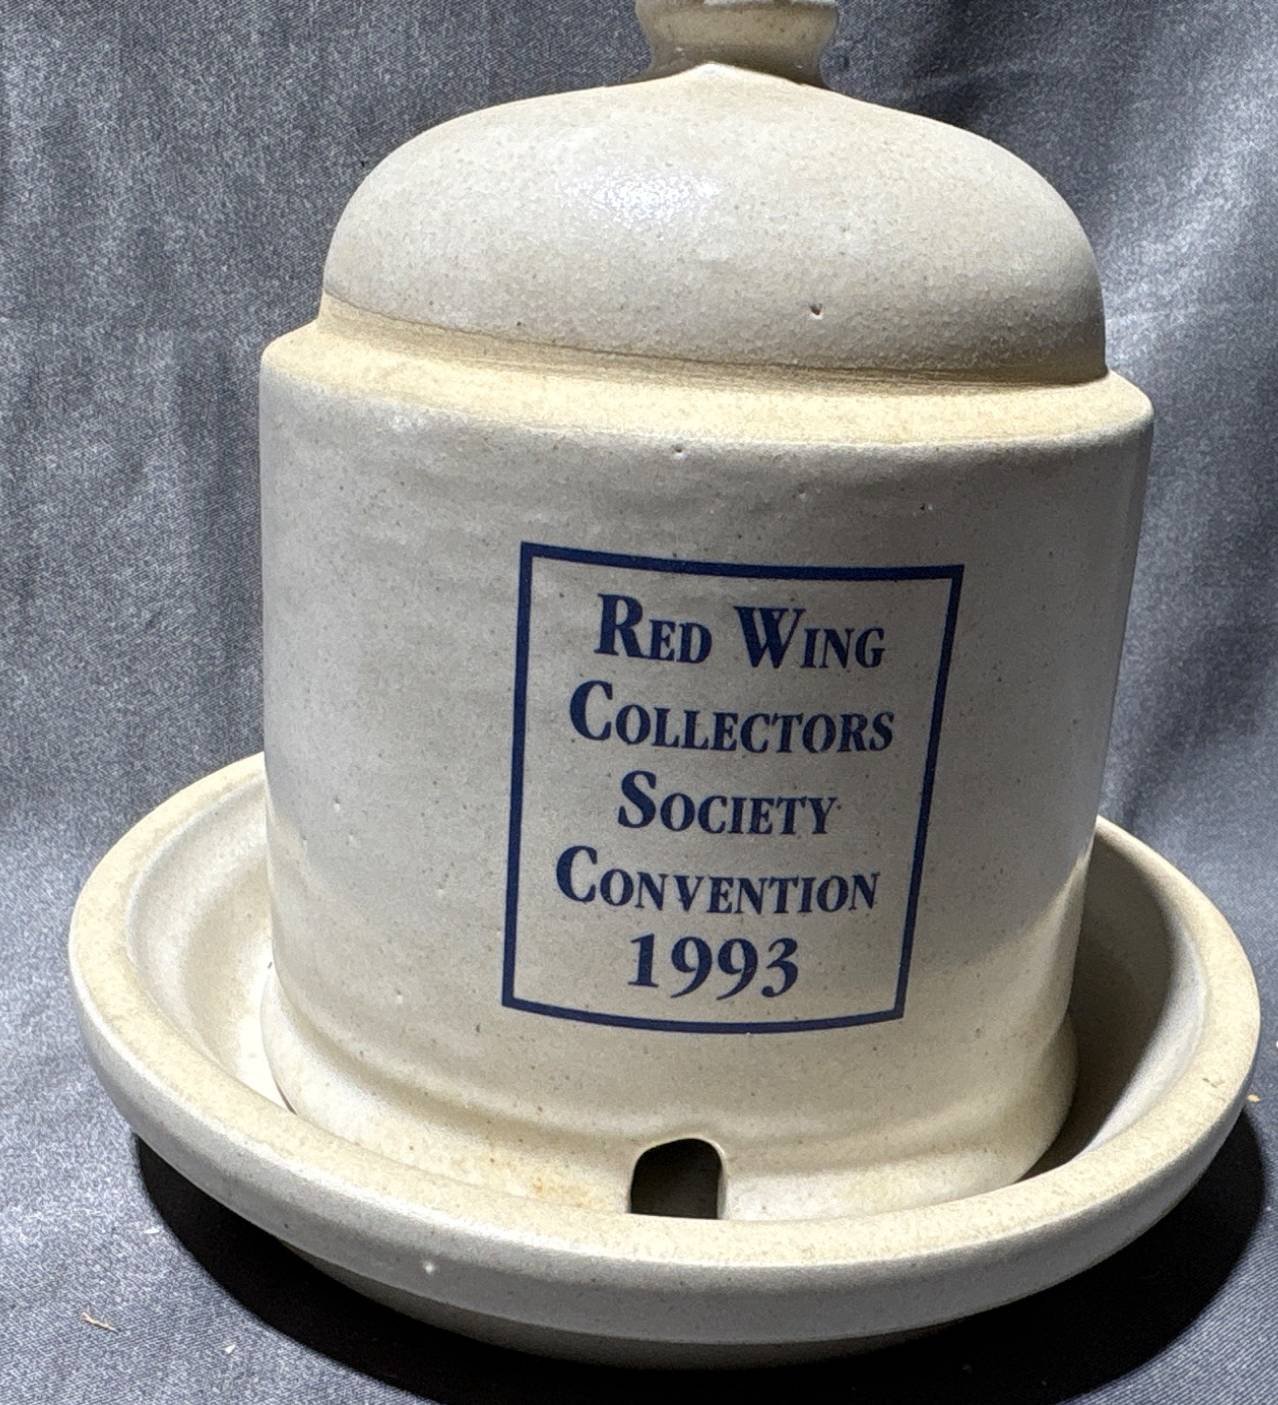 Red Wing
Collectors
Society
Convention
1993